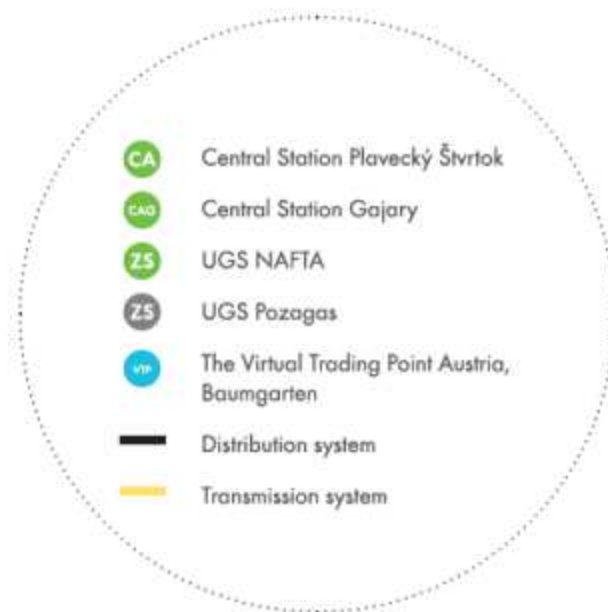 CA Central Station Plavecký Štvrtok
CAG Central Station Gajary
ZS UGS NAFTA
ZS UGS Pozagas
VTP The Virtual Trading Point Austria,
Baumgarten
Distribution system
Transmission system